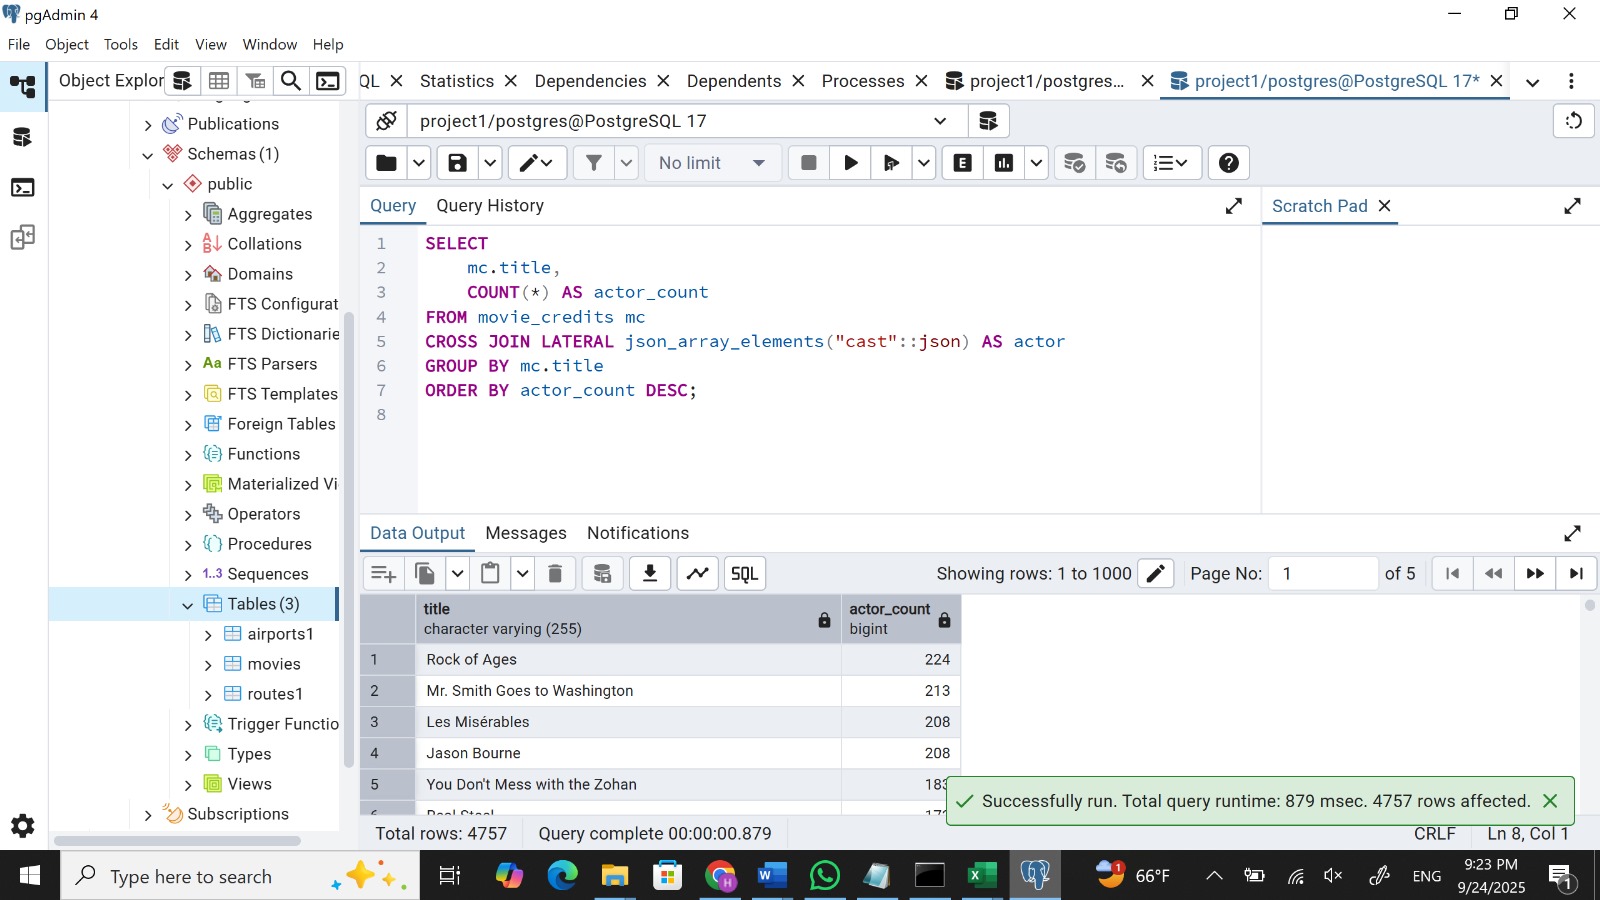 pgAdmin 4
File Object Tools Edit View Window Help
Object Explor
QL Statistics Dependencies Dependents Processes project1/postgres... project1/postgres@PostgreSQL 17*
project1/postgres@PostgreSQL 17
No limit
E
Query Query History
Scratch Pad
1 SELECT
2 mc.title,
3 COUNT(*) AS actor_count
4 FROM movie_credits mc
5 CROSS JOIN LATERAL json_array_elements("cast"::json) AS actor
6 GROUP BY mc.title
7 ORDER BY actor_count DESC;
8
Publications
Schemas (1)
public
Aggregates
Collations
Domains
FTS Configurat
FTS Dictionarie
Aa FTS Parsers
FTS Templates
Foreign Tables
Functions
Materialized Vi
Operators
Procedures
1..3 Sequences
Tables (3)
airports1
movies
routes1
Trigger Functio
Types
Views
Subscriptions
Data Output Messages Notifications
SQL
Showing rows: 1 to 1000 Page No: 1 of 5
title actor_count
character varying (255) bigint
1 Rock of Ages 224
2 Mr. Smith Goes to Washington 213
3 Les Misérables 208
4 Jason Bourne 208
5 You Don't Mess with the Zohan 183
6 Real Steel
Successfully run. Total query runtime: 879 msec. 4757 rows affected.
Total rows: 4757 Query complete 00:00:00.879 CRLF Ln 8, Col 1
Type here to search
1 66°F ENG 9:23 PM
9/24/2025
1